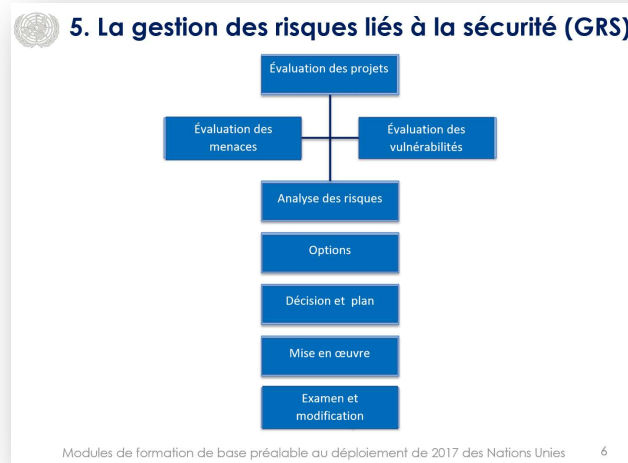 5. La gestion des risques liés à la sécurité (GRS)
Évaluation des projets
Évaluation des
menaces
Évaluation des
vulnérabilités
Analyse des risques
Options
Décision et plan
Mise en œuvre
Examen et
modification
Modules de formation de base préalable au déploiement de 2017 des Nations Unies 6